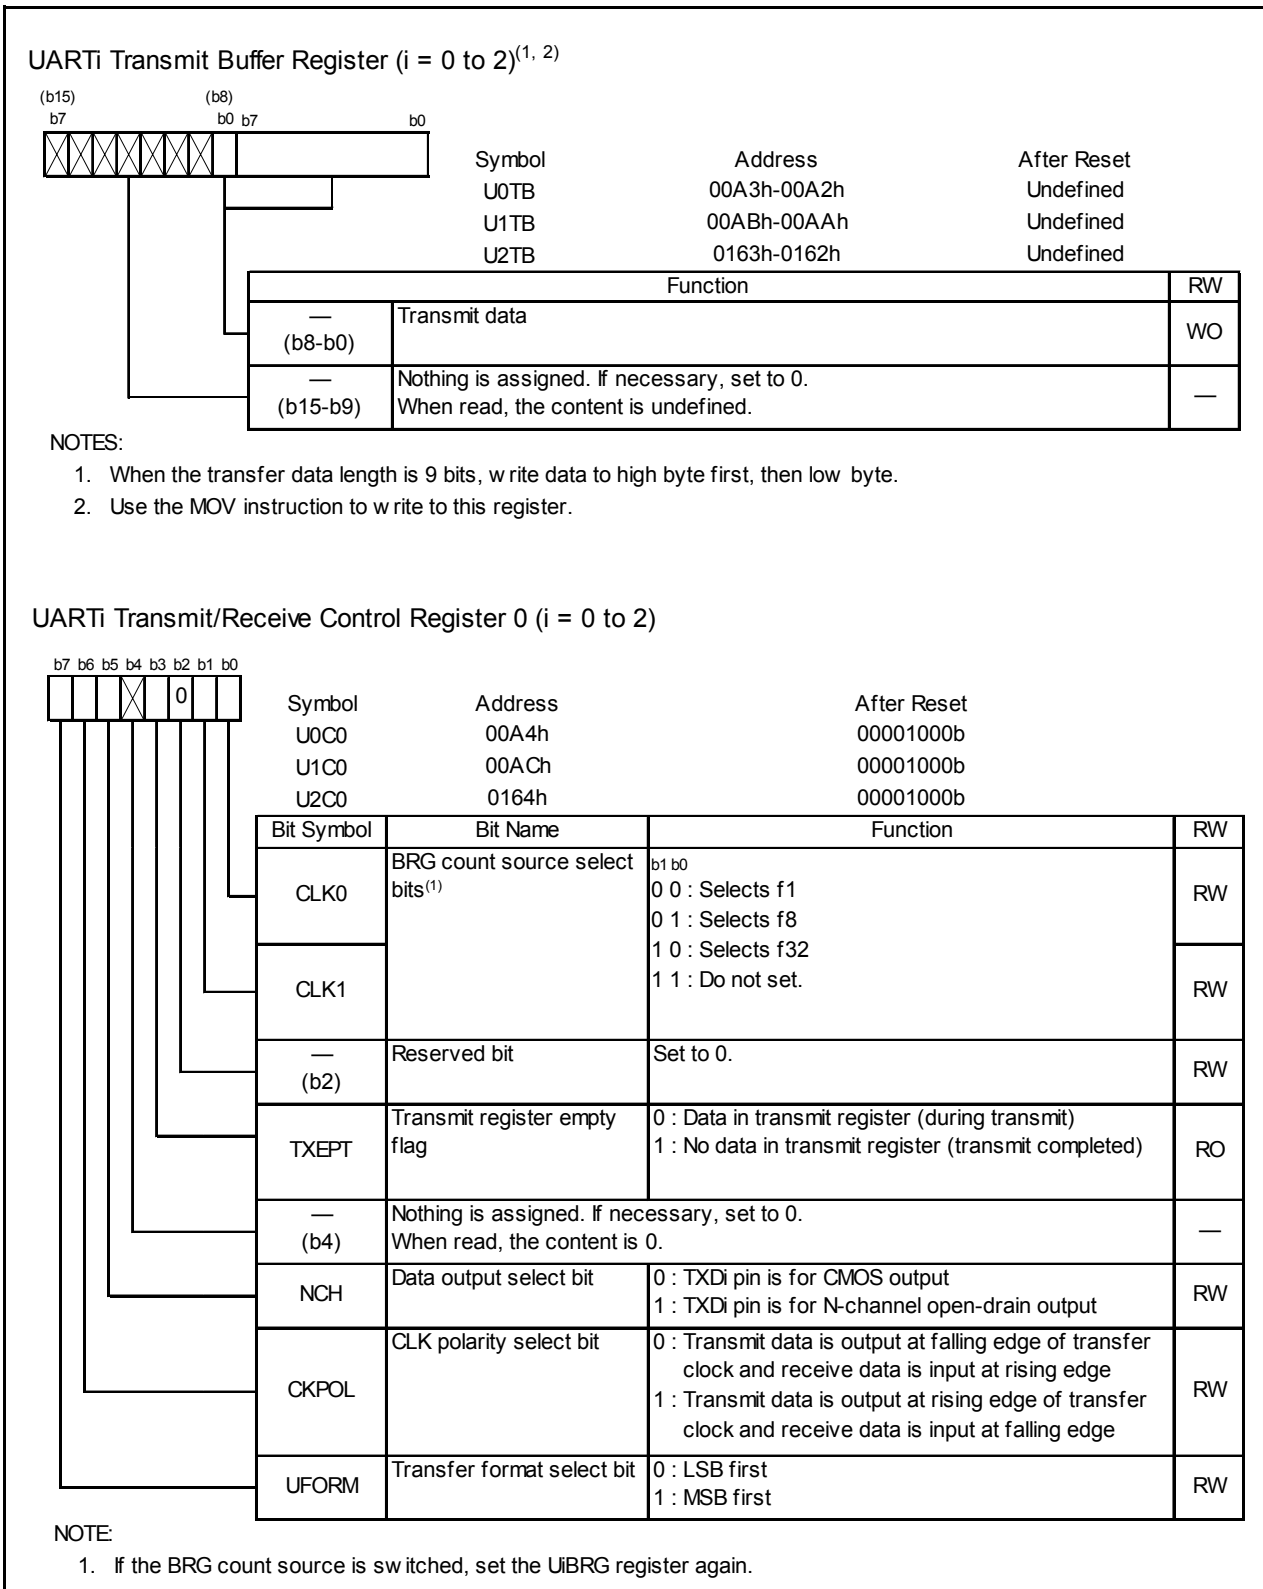 UARTi Transmit Buffer Register (i = 0 to 2)(1, 2)
(b15) (b8)
b7 b0 b7 b0
Symbol Address After Reset
U0TB 00A3h-00A2h Undefined
U1TB 00ABh-00AAh Undefined
U2TB 0163h-0162h Undefined
Function RW
— Transmit data
(b8-b0) WO
— Nothing is assigned. If necessary, set to 0.
(b15-b9) When read, the content is undefined. —
NOTES:
1. When the transfer data length is 9 bits, write data to high byte first, then low byte.
2. Use the MOV instruction to write to this register.
UARTi Transmit/Receive Control Register 0 (i = 0 to 2)
b7 b6 b5 b4 b3 b2 b1 b0
0
Symbol Address After Reset
U0C0 00A4h 00001000b
U1C0 00ACh 00001000b
U2C0 0164h 00001000b
Bit Symbol Bit Name Function RW
CLK0 BRG count source select bits(1) b1 b0 RW
0 0 : Selects f1
0 1 : Selects f8
1 0 : Selects f32
CLK1 1 1 : Do not set. RW
— (b2) Reserved bit Set to 0. RW
TXEPT Transmit register empty flag 0 : Data in transmit register (during transmit) RO
1 : No data in transmit register (transmit completed)
— Nothing is assigned. If necessary, set to 0.
(b4) When read, the content is 0. —
NCH Data output select bit 0 : TXDi pin is for CMOS output RW
1 : TXDi pin is for N-channel open-drain output
CKPOL CLK polarity select bit 0 : Transmit data is output at falling edge of transfer RW
clock and receive data is input at rising edge
1 : Transmit data is output at rising edge of transfer
clock and receive data is input at falling edge
UFORM Transfer format select bit 0 : LSB first RW
1 : MSB first
NOTE:
1. If the BRG count source is switched, set the UiBRG register again.